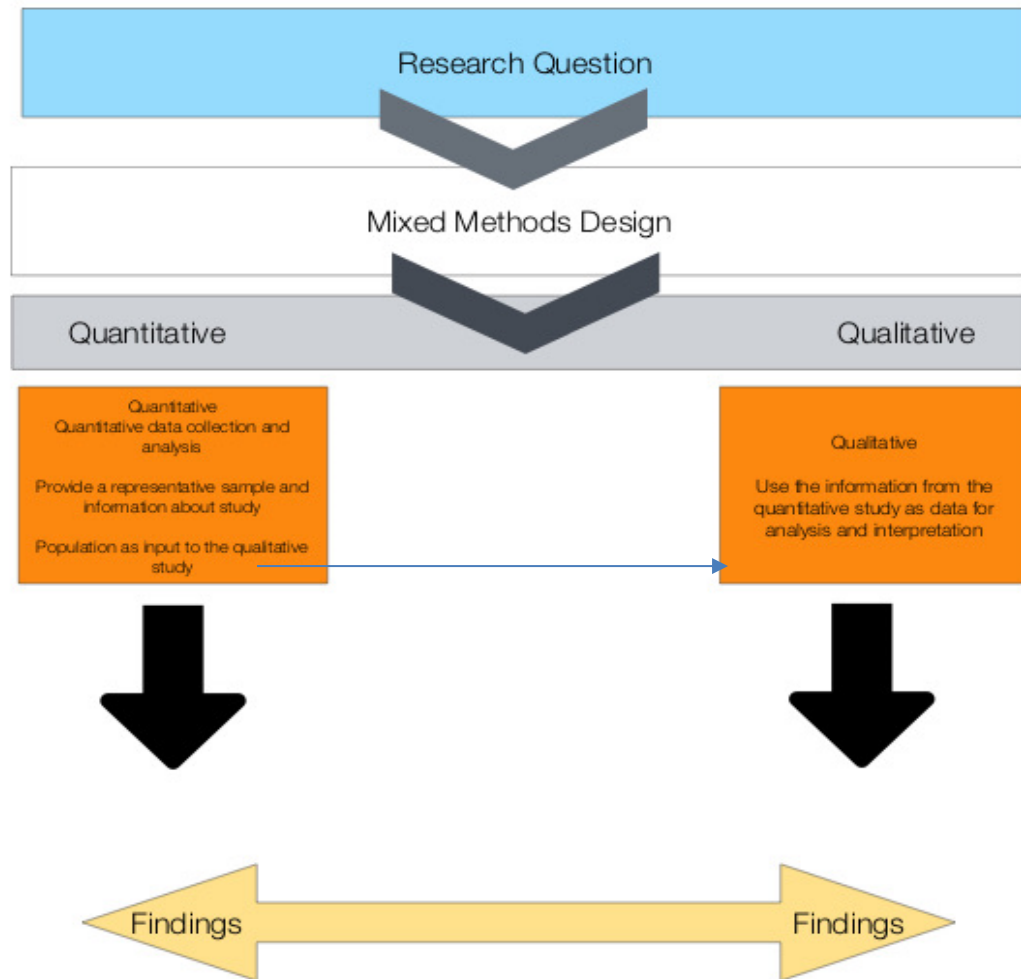 Research Question
Mixed Methods Design
Quantitative
Qualitative
Quantitative
Quantitative data collection and
analysis
Provide a representative sample and
information about study
Population as input to the qualitative
study
Qualitative
Use the information from the
quantitative study as data for
analysis and interpretation
Findings
Findings